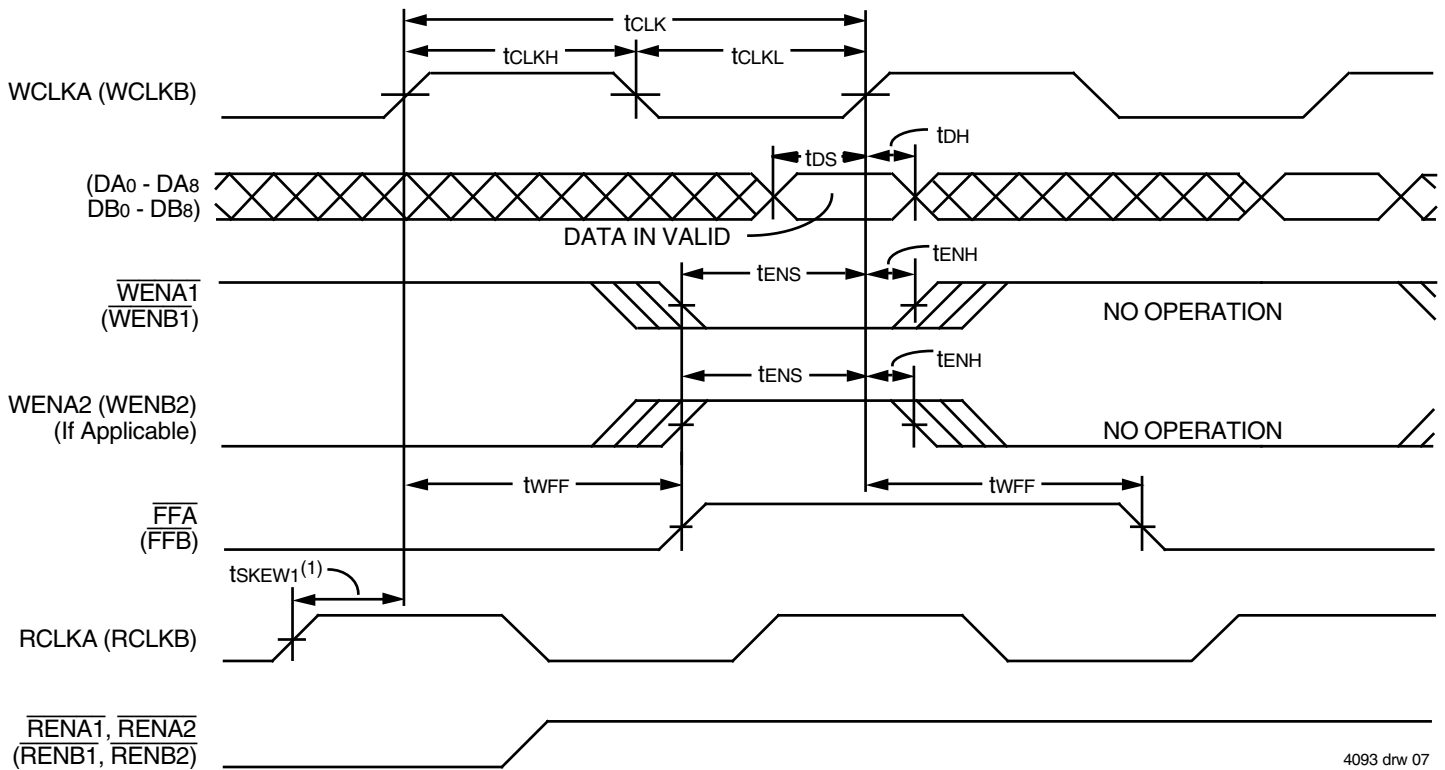 tCLK
tCLKH
tCLKL
WCLKA (WCLKB)
tDH
tDS
(DA0 - DA8
DB0 - DB8)
DATA IN VALID
tENH
tENS
WENA1
(WENB1)
NO OPERATION
tENH
tENS
WENA2 (WENB2)
(If Applicable)
NO OPERATION
tWFF
tWFF
FFA
(FFB)
tSKEW1(1)
RCLKA (RCLKB)
RENA1, RENA2
(RENB1, RENB2)
4093 drw 07